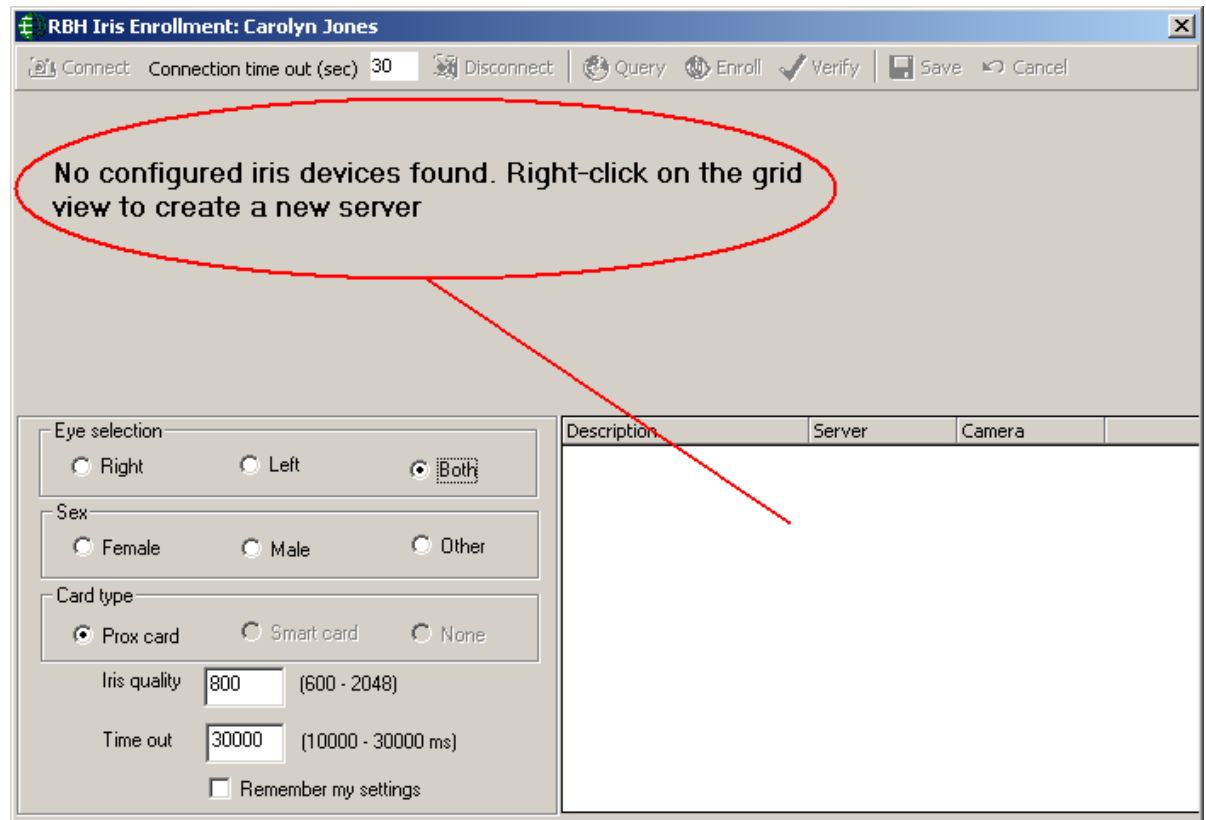 RBH Iris Enrollment: Carolyn Jones
Connect Connection time out (sec) 30 Disconnect Query Enroll Verify Save Cancel
No configured iris devices found. Right-click on the grid
view to create a new server
Eye selection
Right Left Both
Sex
Female Male Other
Card type
Prox card Smart card None
Iris quality 800 (600 - 2048)
Time out 30000 (10000 - 30000 ms)
Remember my settings
Description Server Camera